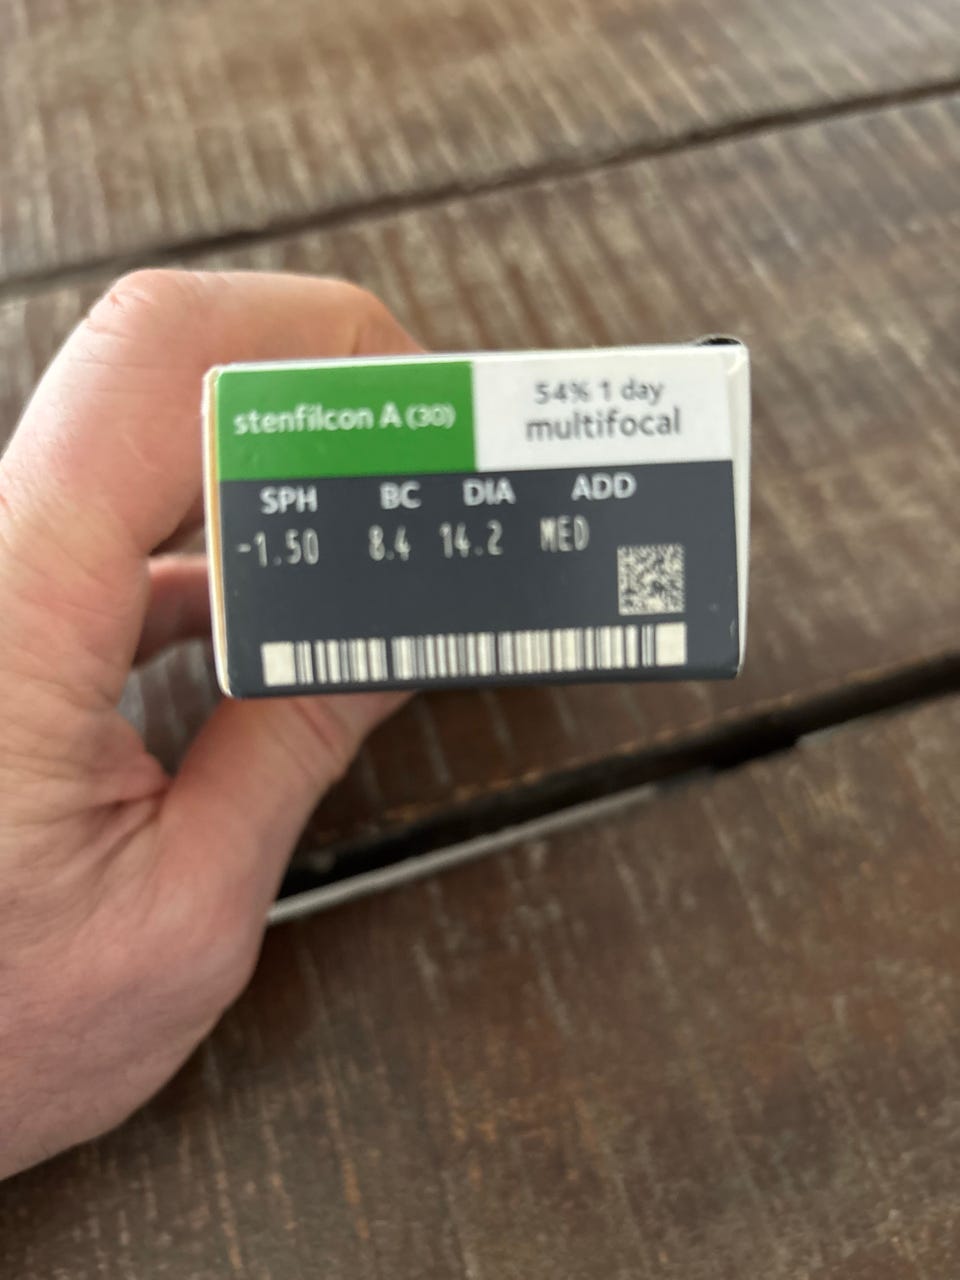 stenfilcon A (30)
54% 1 day
multifocal
SPH BC DIA ADD
-1.50 8.4 14.2 MED